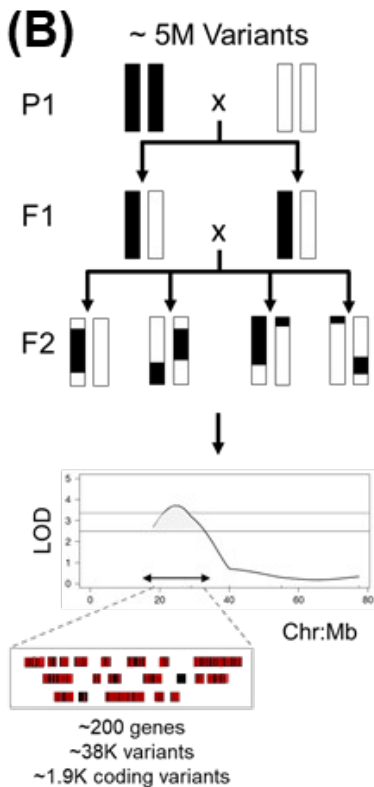 (B) ~ 5M Variants
P1 x
F1 x
F2
5
4
3
2
1
0
LOD
0 20 40 60 80
Chr:Mb
~200 genes
~38K variants
~1.9K coding variants